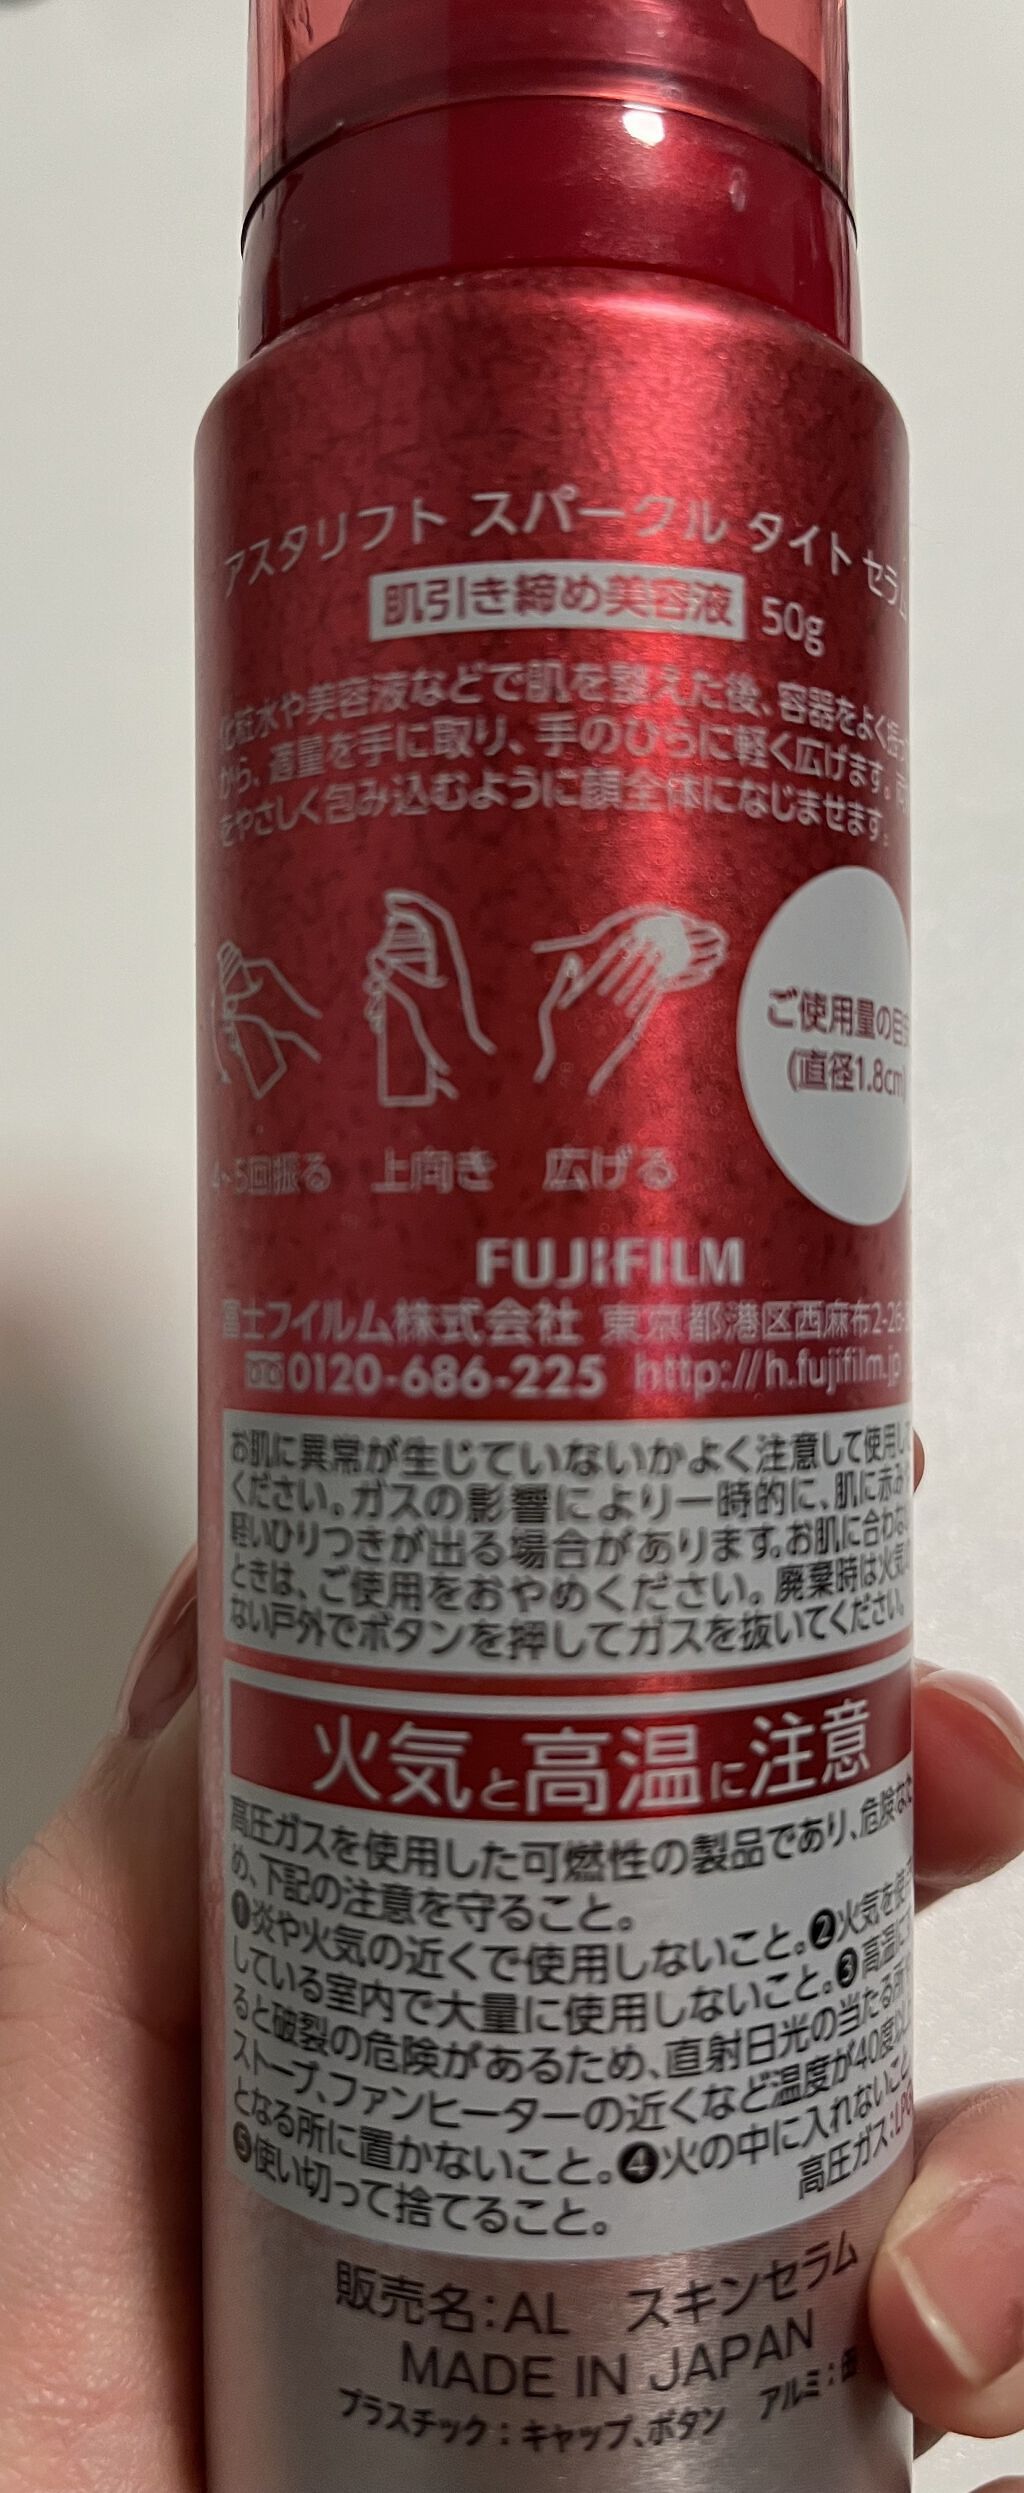 アスタリフト スパークル タイト セラム
肌引き締め美容液 50g
化粧水や美容液などで肌を整えた後、容器をよく振って
から、適量を手に取り、手のひらに軽く広げます。
をやさしく包み込むように顔全体になじませます。
ご使用量の目安
(直径1.8cm)
4~5回振る 上向き 広げる
FUJIFILM
富士フイルム株式会社 東京都港区西麻布2-26-
0120-686-225 http://h.fujifilm.jp
お肌に異常が生じていないかよく注意して使用して
ください。ガスの影響により一時的に、肌に赤みや
軽いひりつきが出る場合があります。お肌に合わない
ときは、ご使用をおやめください。廃棄時は火気の
ない戸外でボタンを押してガスを抜いてください。
火気と高温に注意
高圧ガスを使用した可燃性の製品であり、危険なた
め、下記の注意を守ること。
❶炎や火気の近くで使用しないこと。❷火気を使用
している室内で大量に使用しないこと。❸高温にす
ると破裂の危険があるため、直射日光の当たる所や
ストーブ、ファンヒーターの近くなど温度が40度以上
となる所に置かないこと。❹火の中に入れないこと。
❺使い切って捨てること。 高圧ガス:LPG
販売名:AL スキンセラム
MADE IN JAPAN
プラスチック:キャップ、ボタン アルミ:缶